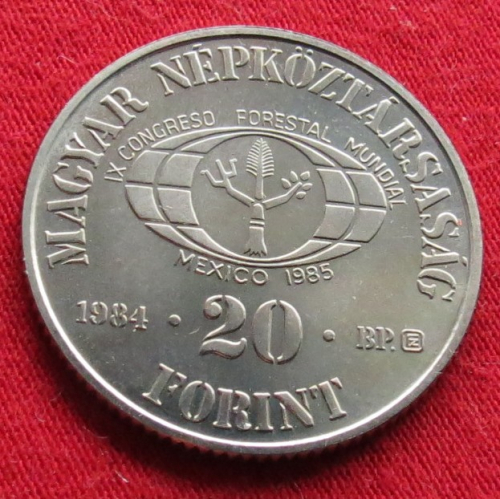 MAGYAR NÉPKÖZTÁRSASÁG
IX CONGRESO FORESTAL MUNDIAL
MEXICO 1985
1984 · 20 · BP.
FORINT